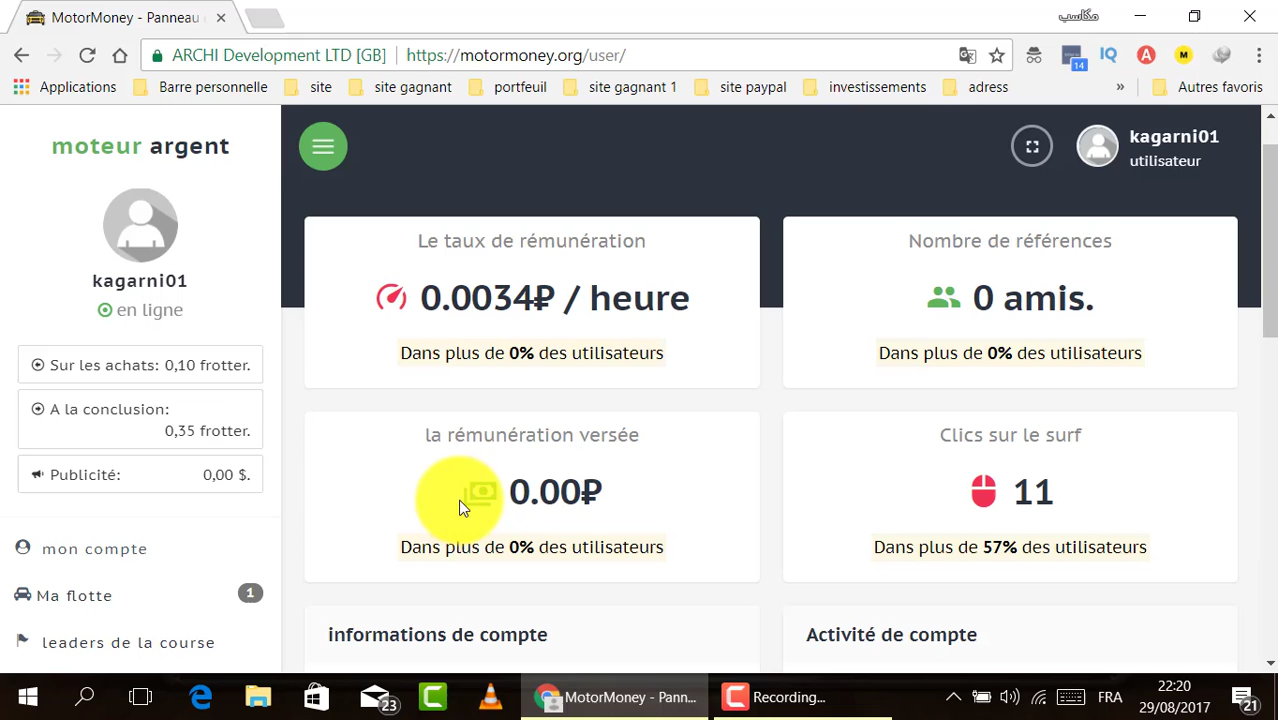 MotorMoney - Panneau
مكاسب
ARCHI Development LTD [GB]
https://motormoney.org/user/
14
IQ
A
M
Applications
Barre personnelle
site
site gagnant
portfeuil
site gagnant 1
site paypal
investissements
adress
»
Autres favoris
moteur argent
kagarni01
utilisateur
kagarni01
en ligne
Sur les achats: 0,10 frotter.
A la conclusion:
0,35 frotter.
Publicité: 0,00 $.
mon compte
Ma flotte 1
leaders de la course
Le taux de rémunération
0.0034₽ / heure
Dans plus de 0% des utilisateurs
Nombre de références
0 amis.
Dans plus de 0% des utilisateurs
la rémunération versée
0.00₽
Dans plus de 0% des utilisateurs
Clics sur le surf
11
Dans plus de 57% des utilisateurs
informations de compte
Activité de compte
23
MotorMoney - Pann...
Recording...
FRA
22:20
29/08/2017
21